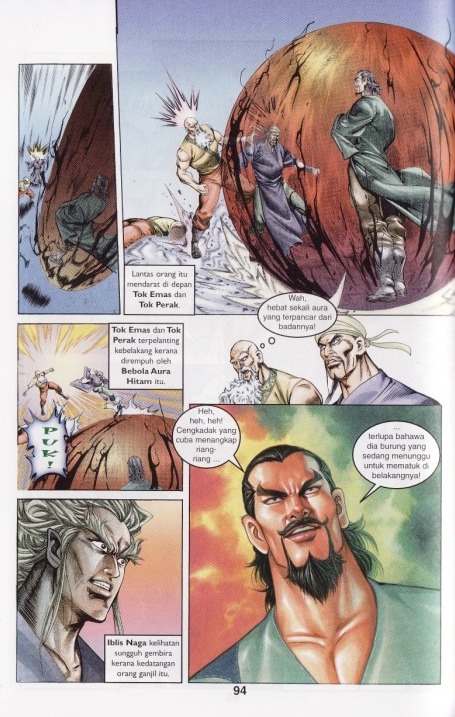 Lantas orang itu
mendarat di depan
Tok Emas dan
Tok Perak.
Wah,
hebat sekali aura
yang terpancar dari
badannya!
Tok Emas dan Tok
Perak terpelanting
kebelakang kerana
dirempuh oleh
Bebola Aura
Hitam itu.
PUK!
Heh,
heh, heh!
Cengkadak yang
cuba menangkap
riang-
riang ...
...
terlupa bahawa
dia burung yang
sedang menunggu
untuk mematuk di
belakangnya!
Iblis Naga kelihatan
sungguh gembira
kerana kedatangan
orang ganjil itu.
94